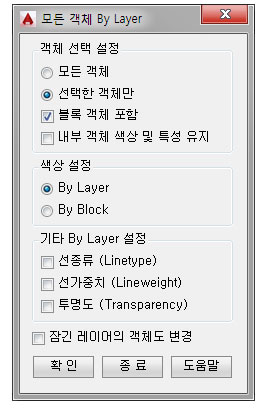 모든 객체 By Layer
객체 선택 설정
모든 객체
선택한 객체만
블록 객체 포함
내부 객체 색상 및 특성 유지
색상 설정
By Layer
By Block
기타 By Layer 설정
선종류 (Linetype)
선가중치 (Lineweight)
투명도 (Transparency)
잠긴 레이어의 객체도 변경
확 인 종 료 도움말